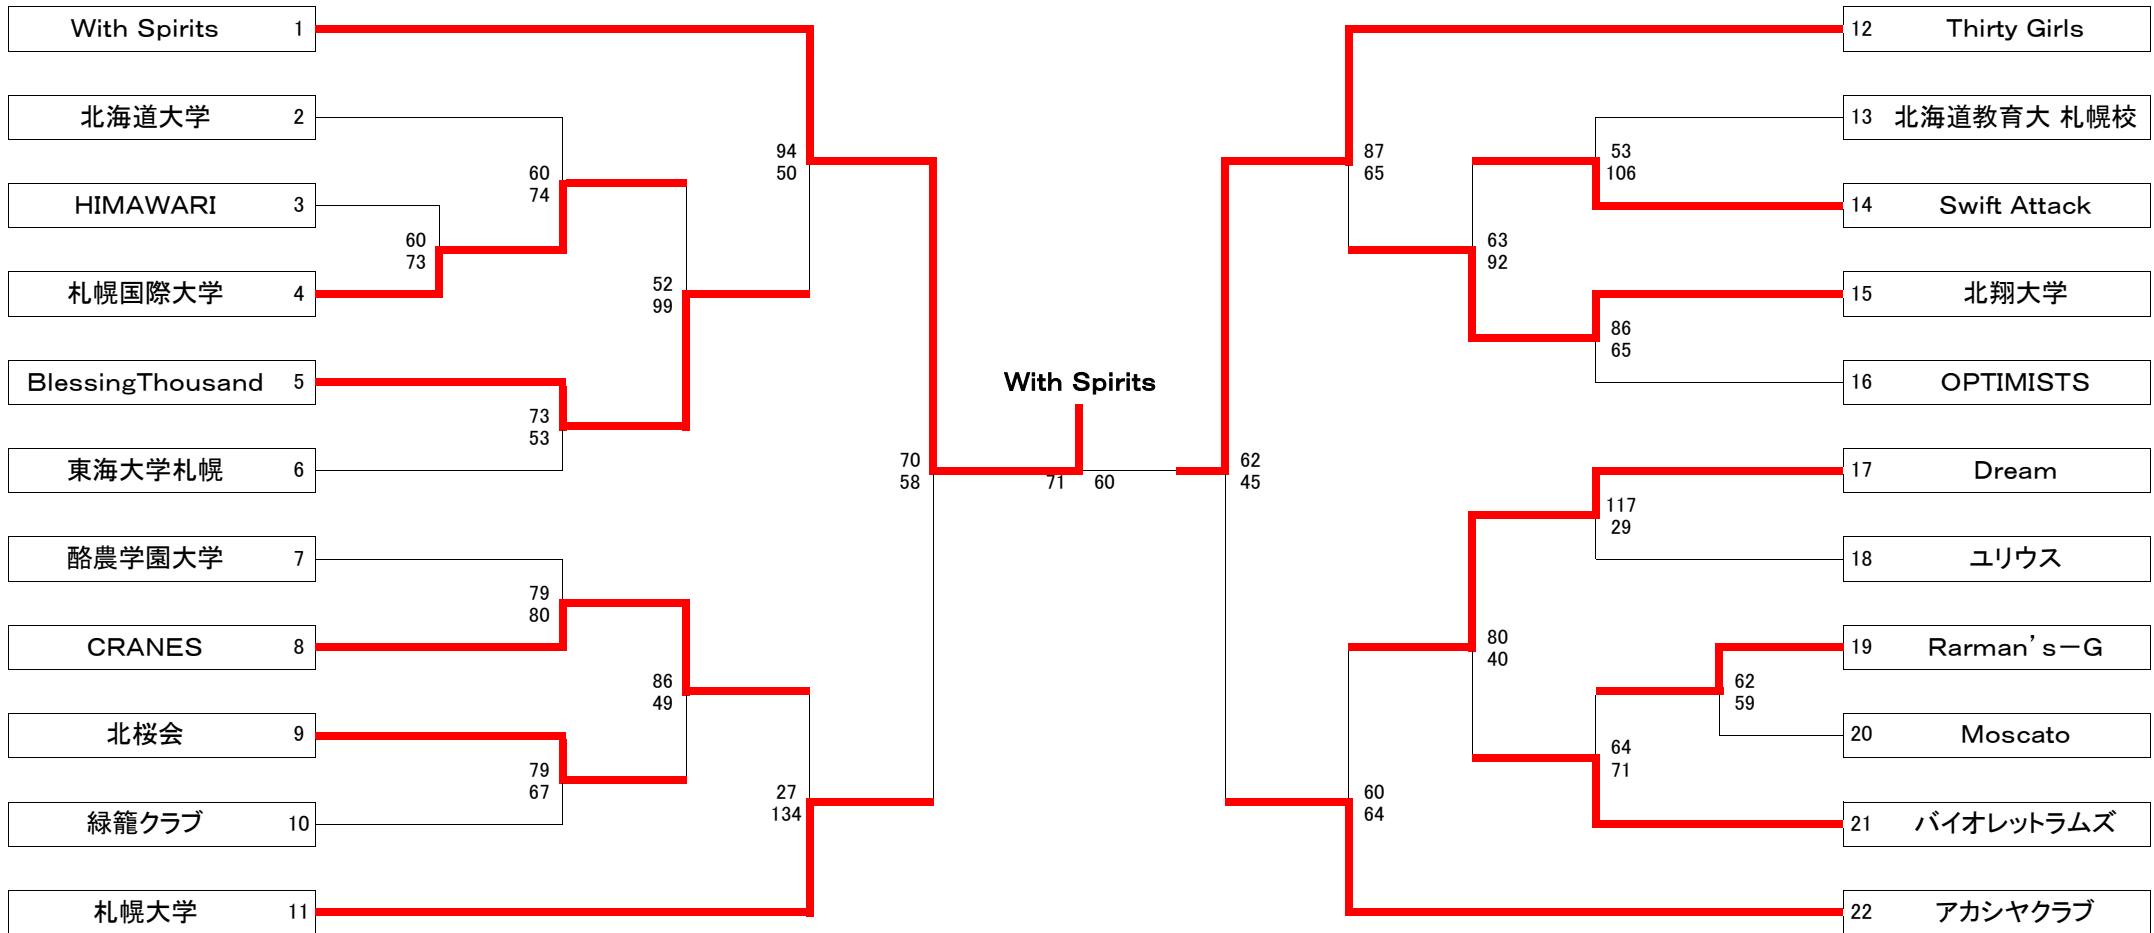 With Spirits 1
北海道大学 2
HIMAWARI 3
札幌国際大学 4
BlessingThousand 5
東海大学札幌 6
酪農学園大学 7
CRANES 8
北桜会 9
緑籠クラブ 10
札幌大学 11
60
73
60
74
73
53
52
99
94
50
79
80
79
67
86
49
27
134
70
58
With Spirits
71 60
62
45
87
65
53
106
63
92
86
65
117
29
80
40
62
59
64
71
60
64
12 Thirty Girls
13 北海道教育大 札幌校
14 Swift Attack
15 北翔大学
16 OPTIMISTS
17 Dream
18 ユリウス
19 Rarman’s−G
20 Moscato
21 バイオレットラムズ
22 アカシヤクラブ